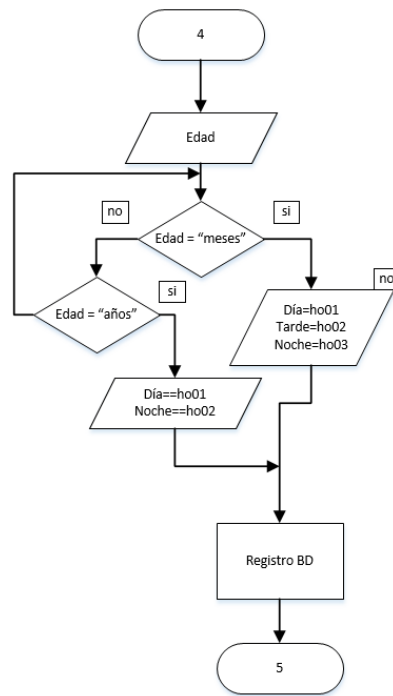 4
Edad
no
si
Edad = “meses”
no
si
Edad = “años”
Día=ho01
Tarde=ho02
Noche=ho03
Día==ho01
Noche==ho02
Registro BD
5